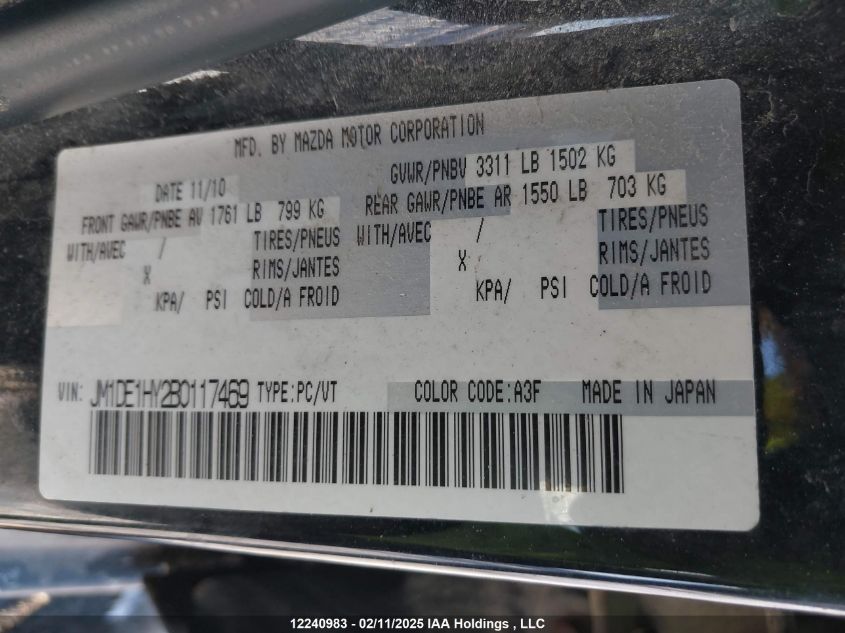 MFD. BY MAZDA MOTOR CORPORATION
DATE 11/10 GVWR/PNBV 3311 LB 1502 KG
FRONT GAWR/PNBE AV 1761 LB 799 KG REAR GAWR/PNBE AR 1550 LB 703 KG
WITH/AVEC / TIRES/PNEUS WITH/AVEC / TIRES/PNEUS
X RIMS/JANTES X RIMS/JANTES
KPA/ PSI COLD/A FROID KPA/ PSI COLD/A FROID
VIN: JM1DE1HY2B0117469 TYPE:PC/VT COLOR CODE:A3F MADE IN JAPAN
12240983 - 02/11/2025 IAA Holdings , LLC